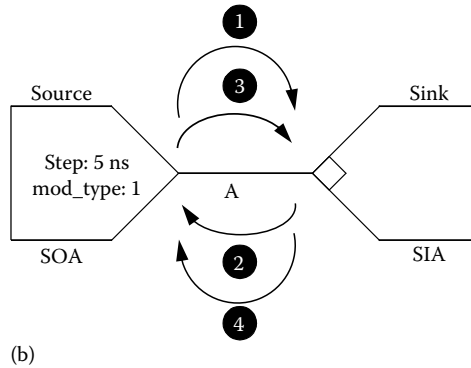 1
Source
3
Sink
Step: 5 ns
mod_type: 1
A
SOA
2
SIA
4
(b)